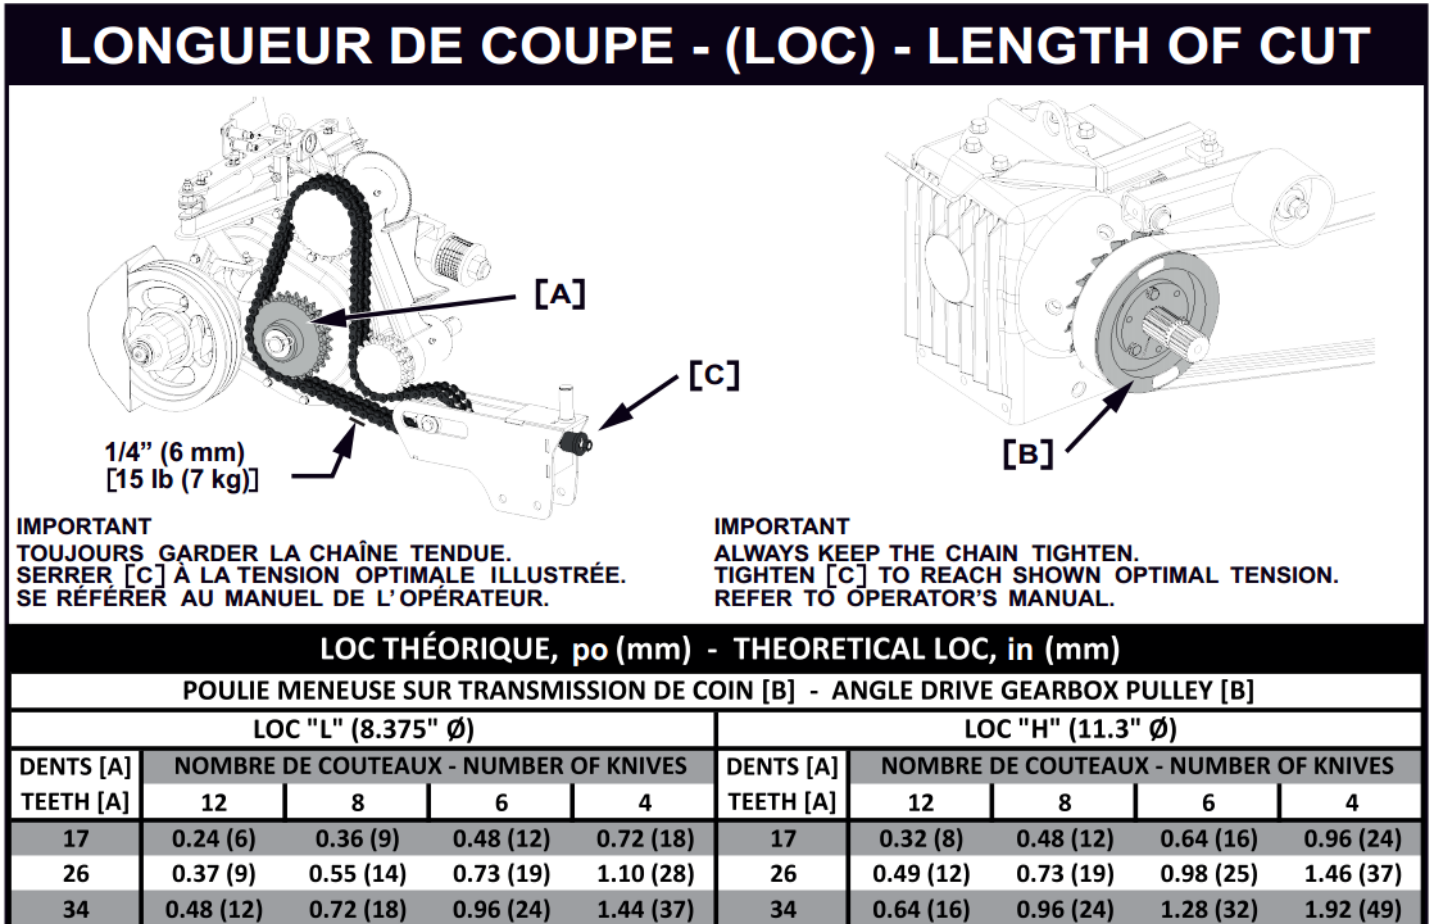 LONGUEUR DE COUPE - (LOC) - LENGTH OF CUT
[A]
[C]
[B]
1/4” (6 mm)
[15 lb (7 kg)]
IMPORTANT
TOUJOURS GARDER LA CHAÎNE TENDUE.
SERRER [C] À LA TENSION OPTIMALE ILLUSTRÉE.
SE RÉFÉRER AU MANUEL DE L'OPÉRATEUR.
IMPORTANT
ALWAYS KEEP THE CHAIN TIGHTEN.
TIGHTEN [C] TO REACH SHOWN OPTIMAL TENSION.
REFER TO OPERATOR'S MANUAL.
LOC THÉORIQUE, po (mm) - THEORETICAL LOC, in (mm)
POULIE MENEUSE SUR TRANSMISSION DE COIN [B] - ANGLE DRIVE GEARBOX PULLEY [B]
LOC "L" (8.375" Ø) LOC "H" (11.3" Ø)
DENTS [A] NOMBRE DE COUTEAUX - NUMBER OF KNIVES DENTS [A] NOMBRE DE COUTEAUX - NUMBER OF KNIVES
TEETH [A] 12 8 6 4 TEETH [A] 12 8 6 4
17 0.24 (6) 0.36 (9) 0.48 (12) 0.72 (18) 17 0.32 (8) 0.48 (12) 0.64 (16) 0.96 (24)
26 0.37 (9) 0.55 (14) 0.73 (19) 1.10 (28) 26 0.49 (12) 0.73 (19) 0.98 (25) 1.46 (37)
34 0.48 (12) 0.72 (18) 0.96 (24) 1.44 (37) 34 0.64 (16) 0.96 (24) 1.28 (32) 1.92 (49)